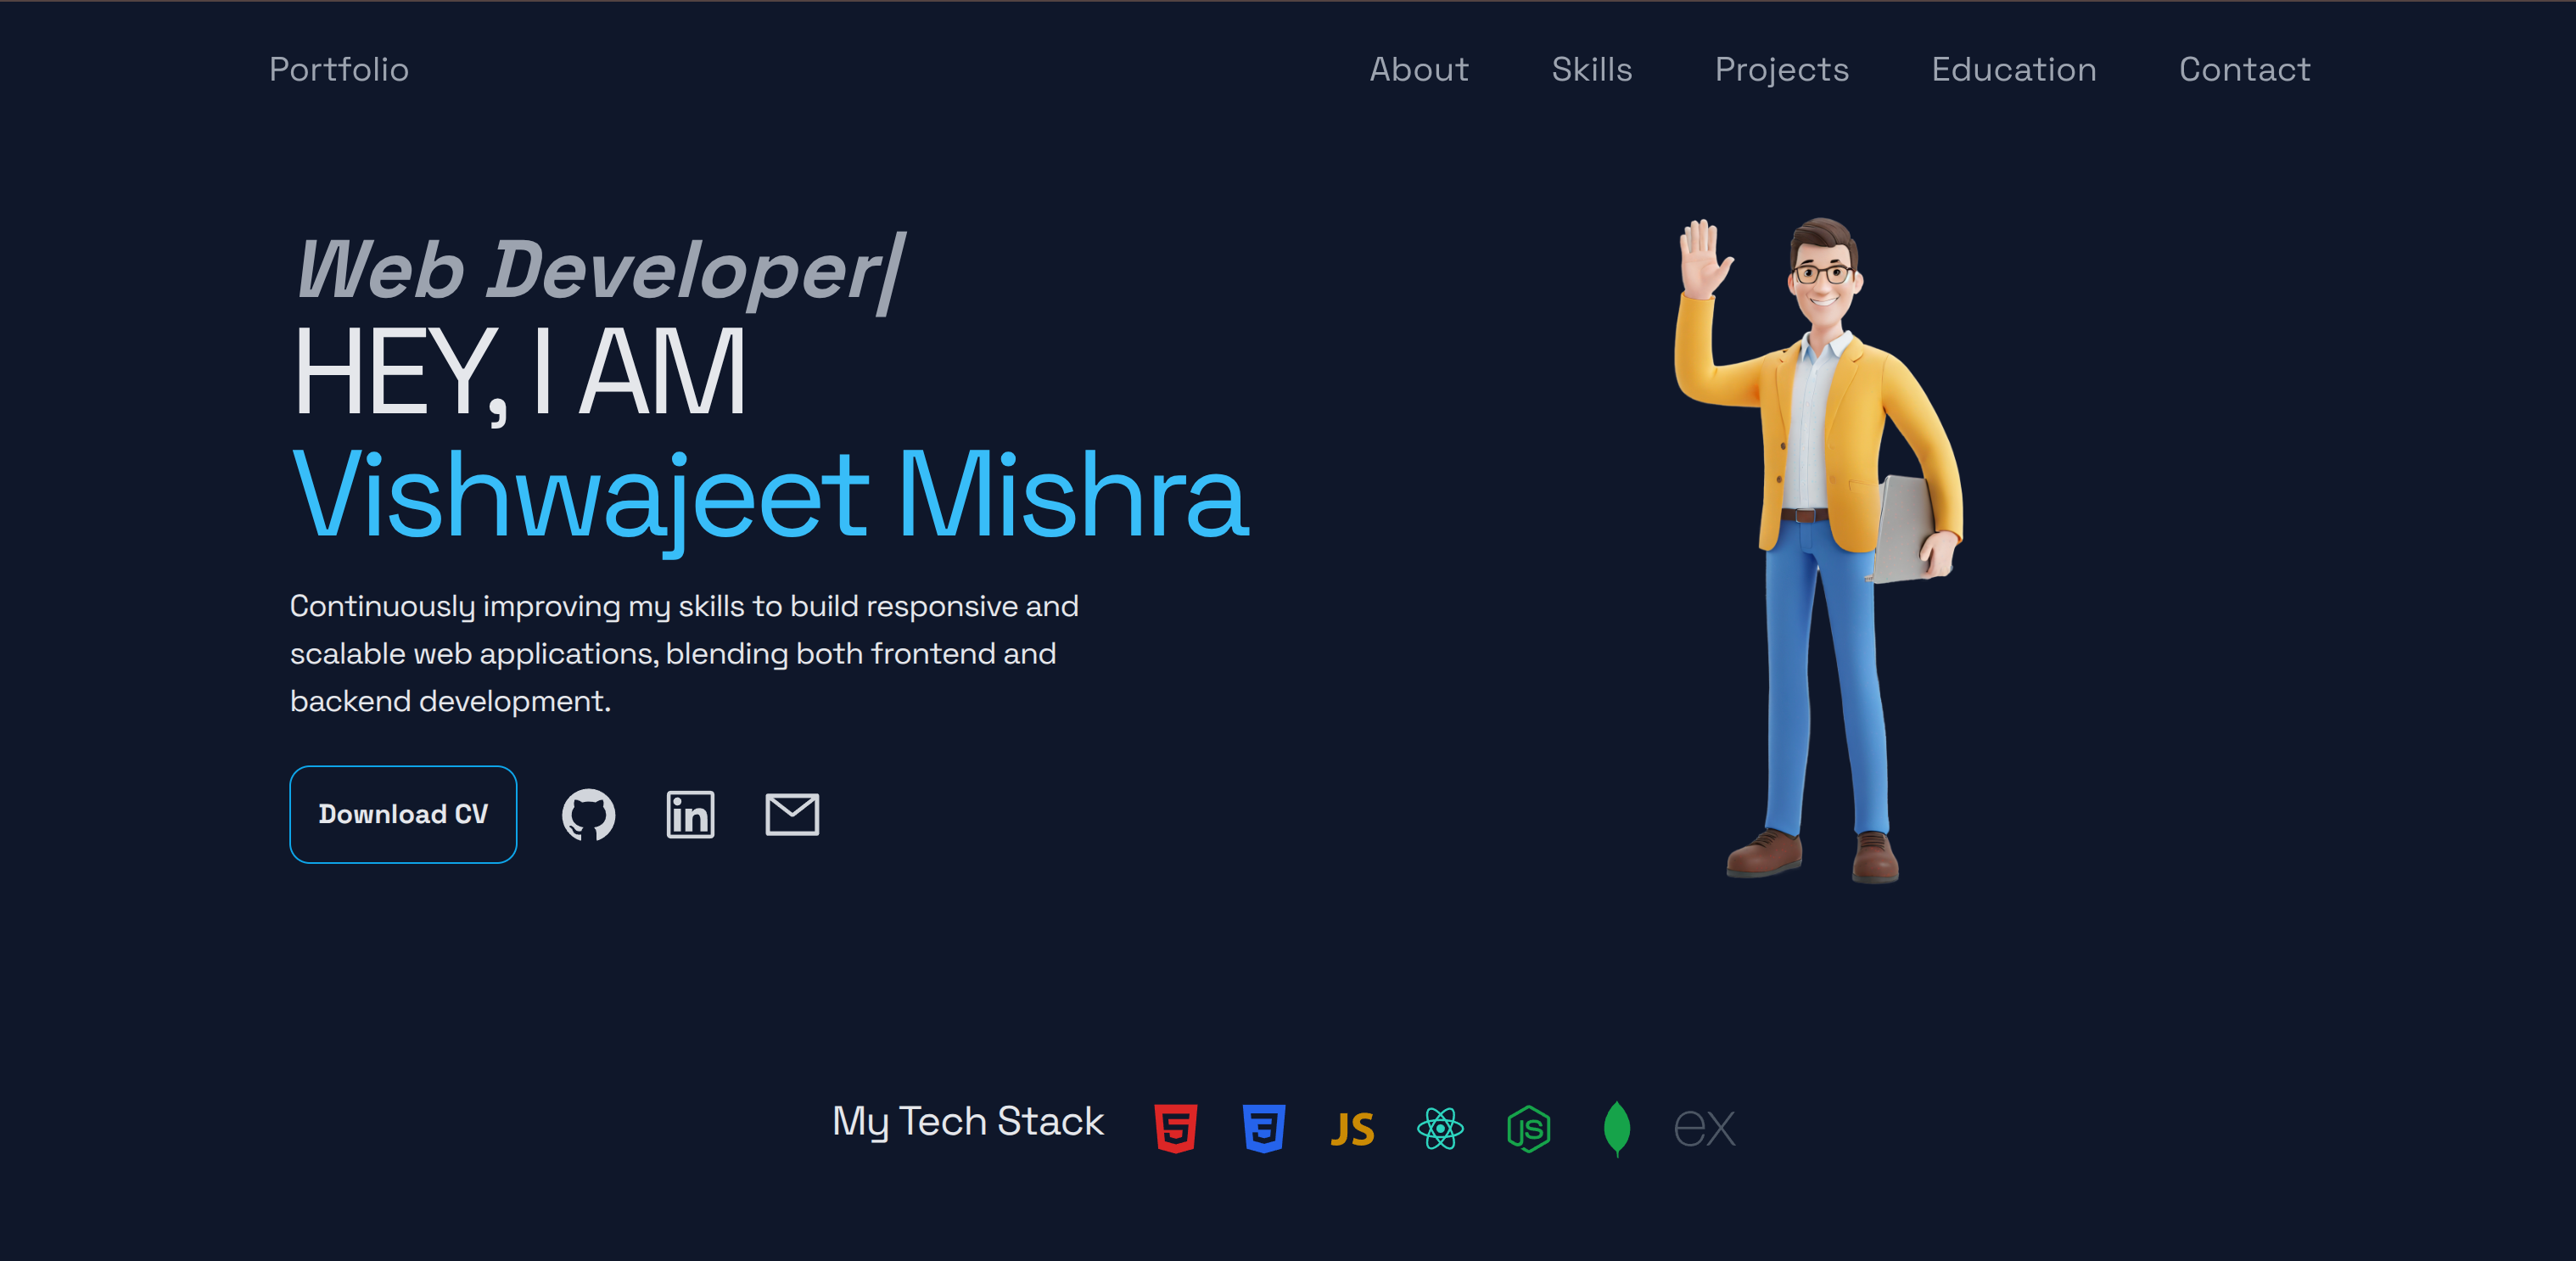 Portfolio
About Skills Projects Education Contact
Web Developer|
HEY, I AM
Vishwajeet Mishra
Continuously improving my skills to build responsive and
scalable web applications, blending both frontend and
backend development.
Download CV
in
My Tech Stack
5 3 JS JS ex